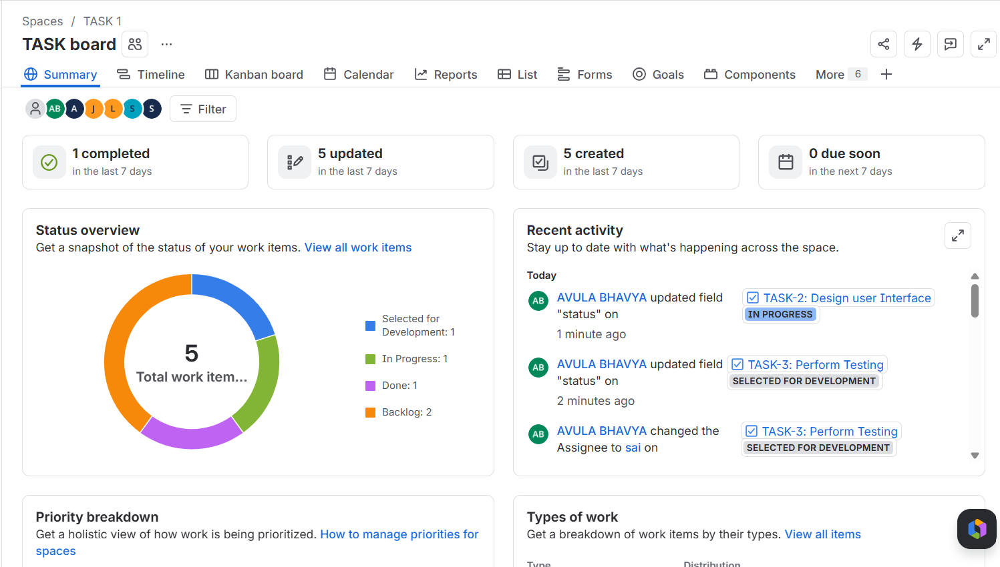 Spaces / TASK 1
TASK board
Summary Timeline Kanban board Calendar Reports List Forms Goals Components More 6
AB A J L S S Filter
1 completed
in the last 7 days
5 updated
in the last 7 days
5 created
in the last 7 days
0 due soon
in the next 7 days
Status overview
Get a snapshot of the status of your work items. View all work items
5
Total work item...
Selected for
Development: 1
In Progress: 1
Done: 1
Backlog: 2
Recent activity
Stay up to date with what's happening across the space.
Today
AB AVULA BHAVYA updated field TASK-2: Design user Interface
"status" on IN PROGRESS
1 minute ago
AB AVULA BHAVYA updated field TASK-3: Perform Testing
"status" on SELECTED FOR DEVELOPMENT
2 minutes ago
AB AVULA BHAVYA changed the TASK-3: Perform Testing
Assignee to sai on SELECTED FOR DEVELOPMENT
Priority breakdown
Get a holistic view of how work is being prioritized. How to manage priorities for
spaces
Types of work
Get a breakdown of work items by their types. View all items
Type Distribution